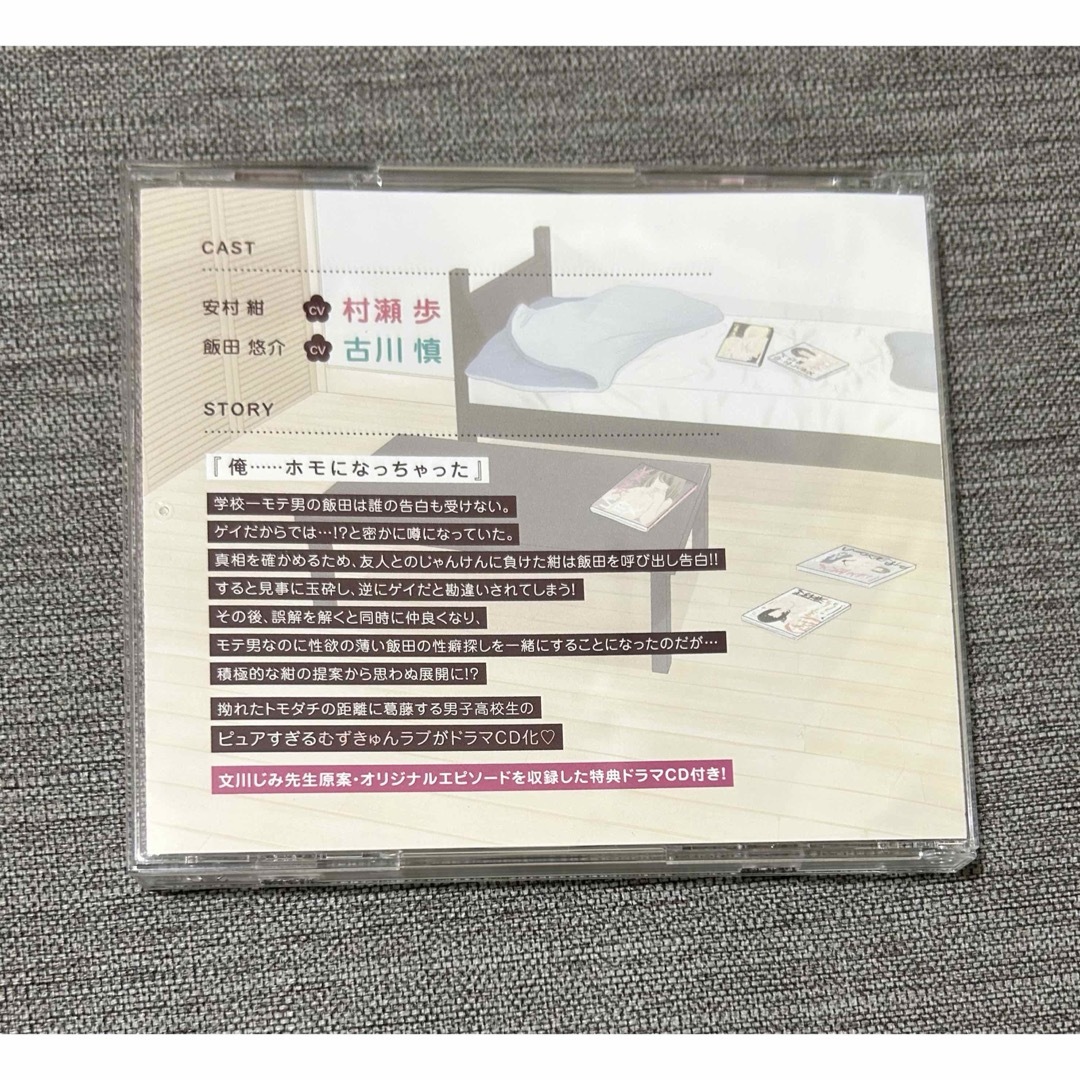 CAST
安村 紺 CV 村瀬 歩
飯田 悠介 CV 古川 慎
STORY
『俺……ホモになっちゃった』
学校一モテ男の飯田は誰の告白も受けない。
ゲイだからでは…!?と密かに噂になっていた。
真相を確かめるため、友人とのじゃんけんに負けた紺は飯田を呼び出し告白!!
すると見事に玉砕し、逆にゲイだと勘違いされてしまう!
その後、誤解を解くと同時に仲良くなり、
モテ男なのに性欲の薄い飯田の性癖探しを一緒にすることになったのだが…
積極的な紺の提案から思わぬ展開に!?
拗れたトモダチの距離に葛藤する男子高校生の
ピュアすぎるむずきゅんラブがドラマCD化♡
文川じみ先生原案・オリジナルエピソードを収録した特典ドラマCD付き!